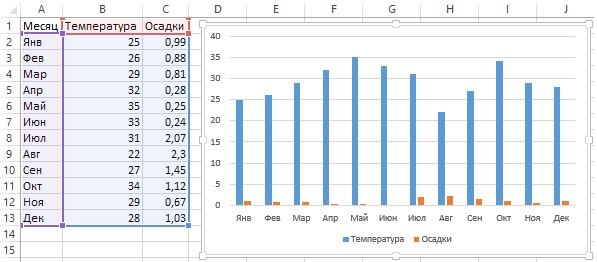 A B C D E F G H I J
1 Месяц Температура Осадки
2 Янв 25 0,99
3 Фев 26 0,88
4 Мар 29 0,81
5 Апр 32 0,28
6 Май 35 0,25
7 Июн 33 0,24
8 Июл 31 2,07
9 Авг 22 2,3
10 Сен 27 1,45
11 Окт 34 1,12
12 Ноя 29 0,67
13 Дек 28 1,03
14
15
40
35
30
25
20
15
10
5
0
Янв Фев Мар Апр Май Июн Июл Авг Сен Окт Ноя Дек
Температура Осадки